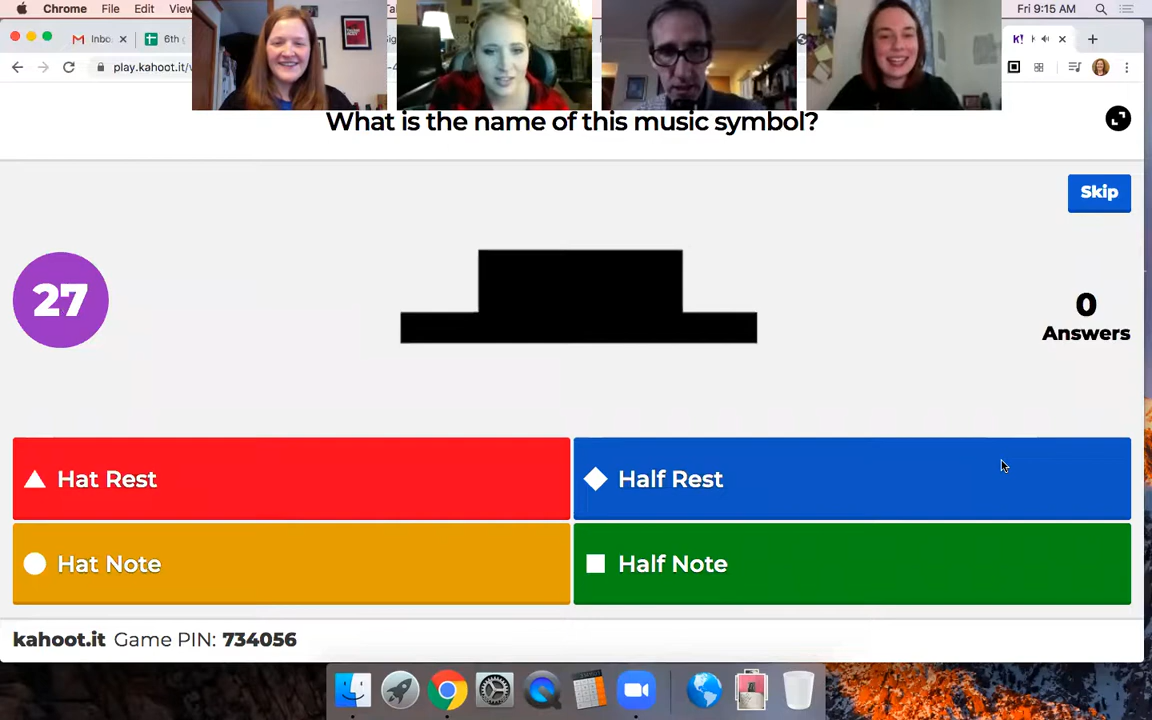 Chrome File Edit View
Fri 9:15 AM
Inbo
6th
K!
play.kahoot.it/
What is the name of this music symbol?
Skip
27
0
Answers
Hat Rest
Half Rest
Hat Note
Half Note
kahoot.it Game PIN: 734056